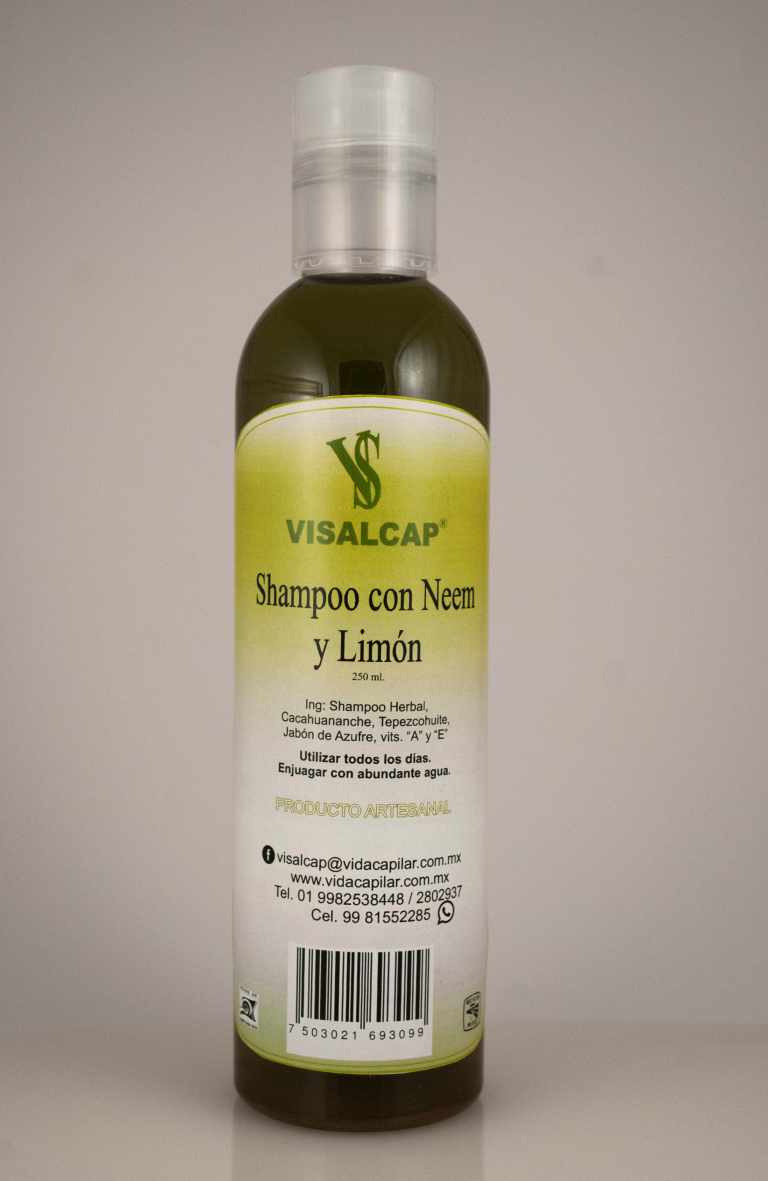 VS
VISALCAP®
Shampoo con Neem
y Limón
250 ml.
Ing: Shampoo Herbal,
Cacahuananche, Tepezcohuite,
Jabón de Azufre, vits. “A” y “E”
Utilizar todos los días.
Enjuagar con abundante agua.
PRODUCTO ARTESANAL
visalcap@vidacapilar.com.mx
www.vidacapilar.com.mx
Tel. 01 9982538448 / 2802937
Cel. 99 81552285
7 503021 693099